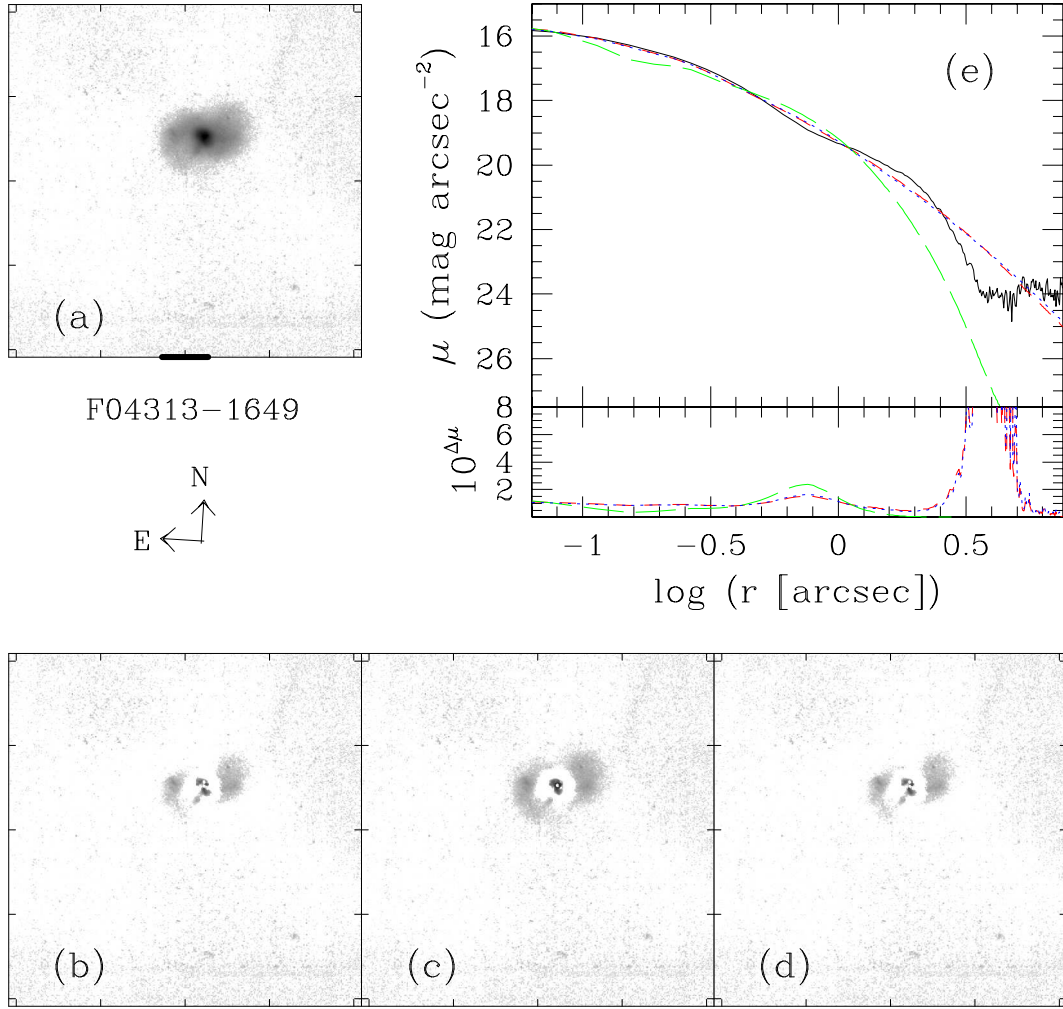 (a)
F04313−1649
N
E
(e)
μ (mag arcsec⁻²)
16
18
20
22
24
26
10^Δμ
8
6
4
2
−1 −0.5 0 0.5
log (r [arcsec])
(b) (c) (d)